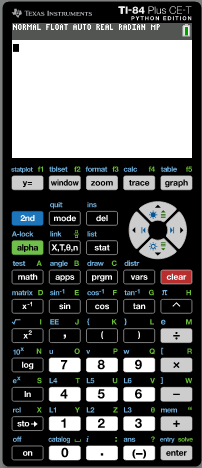 TEXAS INSTRUMENTS TI-84 Plus CE-T
PYTHON EDITION
NORMAL FLOAT AUTO REAL RADIAN MP
statplot f1 tblset f2 format f3 calc f4 table f5
y= window zoom trace graph
quit ins
2nd mode del
A-lock link list
alpha X,T,θ,n stat
test A angle B draw C distr
math apps prgm vars clear
matrix D sin⁻¹ E cos⁻¹ F tan⁻¹ G π H
x⁻¹ sin cos tan ^
√ I EE J { K } L e M
x² , ( ) ÷
10ˣ N u O v P w Q [ R
log 7 8 9 ×
eˣ S L4 T L5 U L6 V ] W
ln 4 5 6 −
rcl X L1 Y L2 Z L3 θ mem "
sto→ 1 2 3 +
off catalog i : ans ? entry solve
on 0 . (−) enter